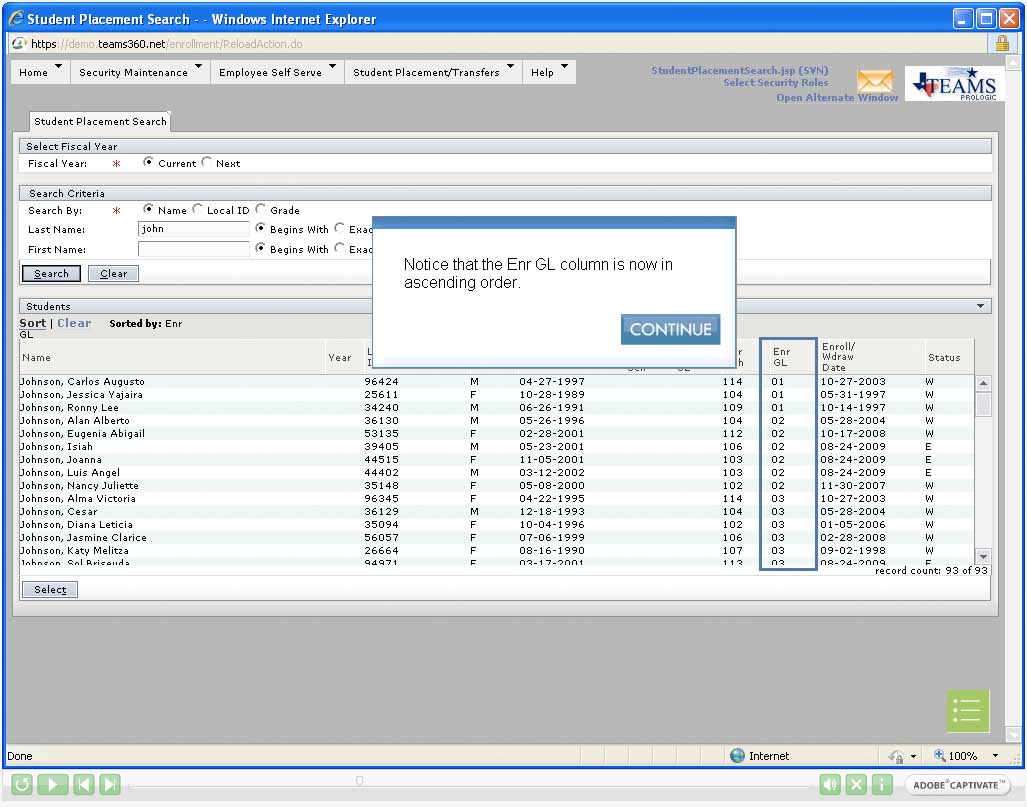 Student Placement Search - - Windows Internet Explorer
https://demo.teams360.net/enrollment/ReloadAction.do
Home Security Maintenance Employee Self Serve Student Placement/Transfers Help
StudentPlacementSearch.jsp (SVN)
Select Security Roles
Open Alternate Window
TEAMS
PROLOGIC
Student Placement Search
Select Fiscal Year
Fiscal Year: * Current Next
Search Criteria
Search By: * Name Local ID Grade
Last Name: john Begins With Exac
First Name: Begins With Exac
Search Clear
Notice that the Enr GL column is now in
ascending order.
CONTINUE
Students
Sort | Clear Sorted by: Enr
GL
Name Year Enr GL Enroll/ Wdraw Date Status
Johnson, Carlos Augusto 96424 M 04-27-1997 114 01 10-27-2003 W
Johnson, Jessica Yajaira 25611 F 10-28-1989 104 01 05-31-1997 W
Johnson, Ronny Lee 34240 M 06-26-1991 109 01 10-14-1997 W
Johnson, Alan Alberto 36130 M 05-26-1996 104 02 05-28-2004 W
Johnson, Eugenia Abigail 53135 F 02-28-2001 112 02 10-17-2008 W
Johnson, Isiah 39405 M 05-23-2001 106 02 08-24-2009 E
Johnson, Joanna 44515 F 11-05-2001 103 02 08-24-2009 E
Johnson, Luis Angel 44402 M 03-12-2002 103 02 08-24-2009 E
Johnson, Nancy Juliette 35148 F 05-08-2000 102 02 11-30-2007 W
Johnson, Alma Victoria 96345 F 04-22-1995 114 03 10-27-2003 W
Johnson, Cesar 36129 M 12-18-1993 104 03 05-28-2004 W
Johnson, Diana Leticia 35094 F 10-04-1996 102 03 01-05-2006 W
Johnson, Jasmine Clarice 56057 F 07-06-1999 106 03 02-28-2008 W
Johnson, Katy Melitza 26664 F 08-16-1990 107 03 09-02-1998 W
Johnson, Sol Briseuda 94971 F 03-17-2001 113 03 08-24-2009
record count: 93 of 93
Select
Done Internet 100%
ADOBE® CAPTIVATE™